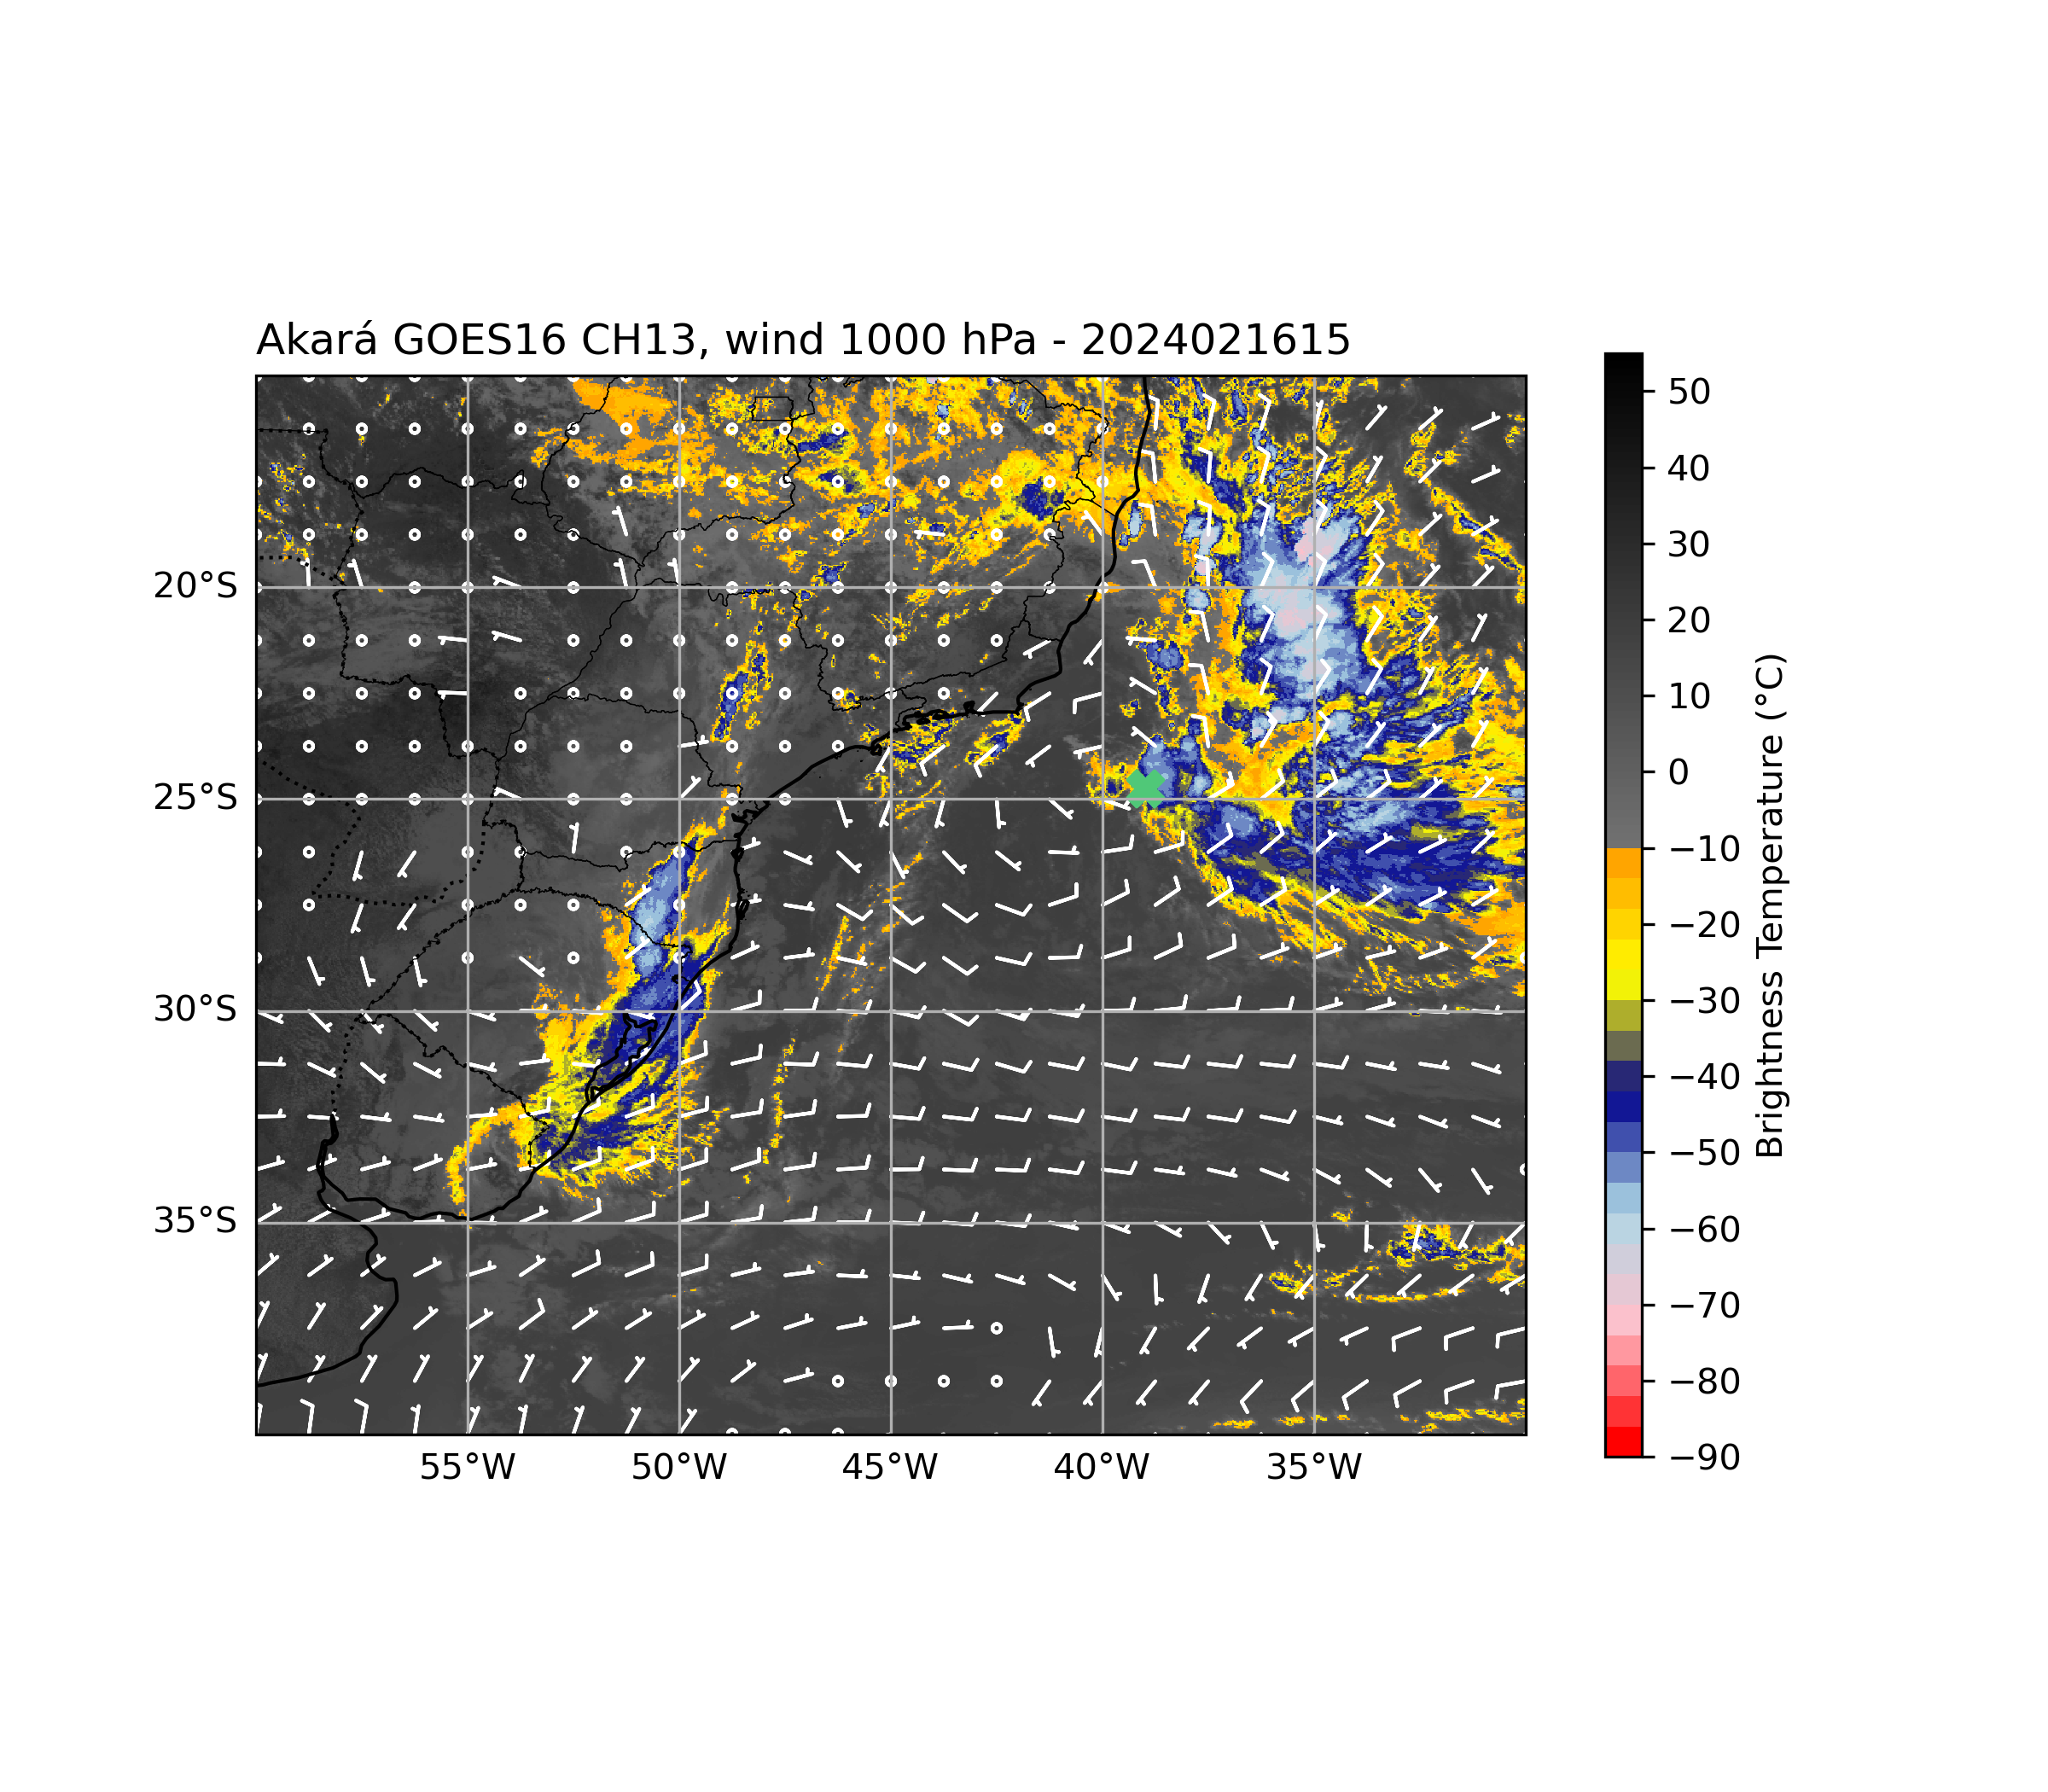 Akará GOES16 CH13, wind 1000 hPa - 2024021615
20°S
25°S
30°S
35°S
55°W
50°W
45°W
40°W
35°W
50
40
30
20
10
0
−10
−20
−30
−40
−50
−60
−70
−80
−90
Brightness Temperature (°C)